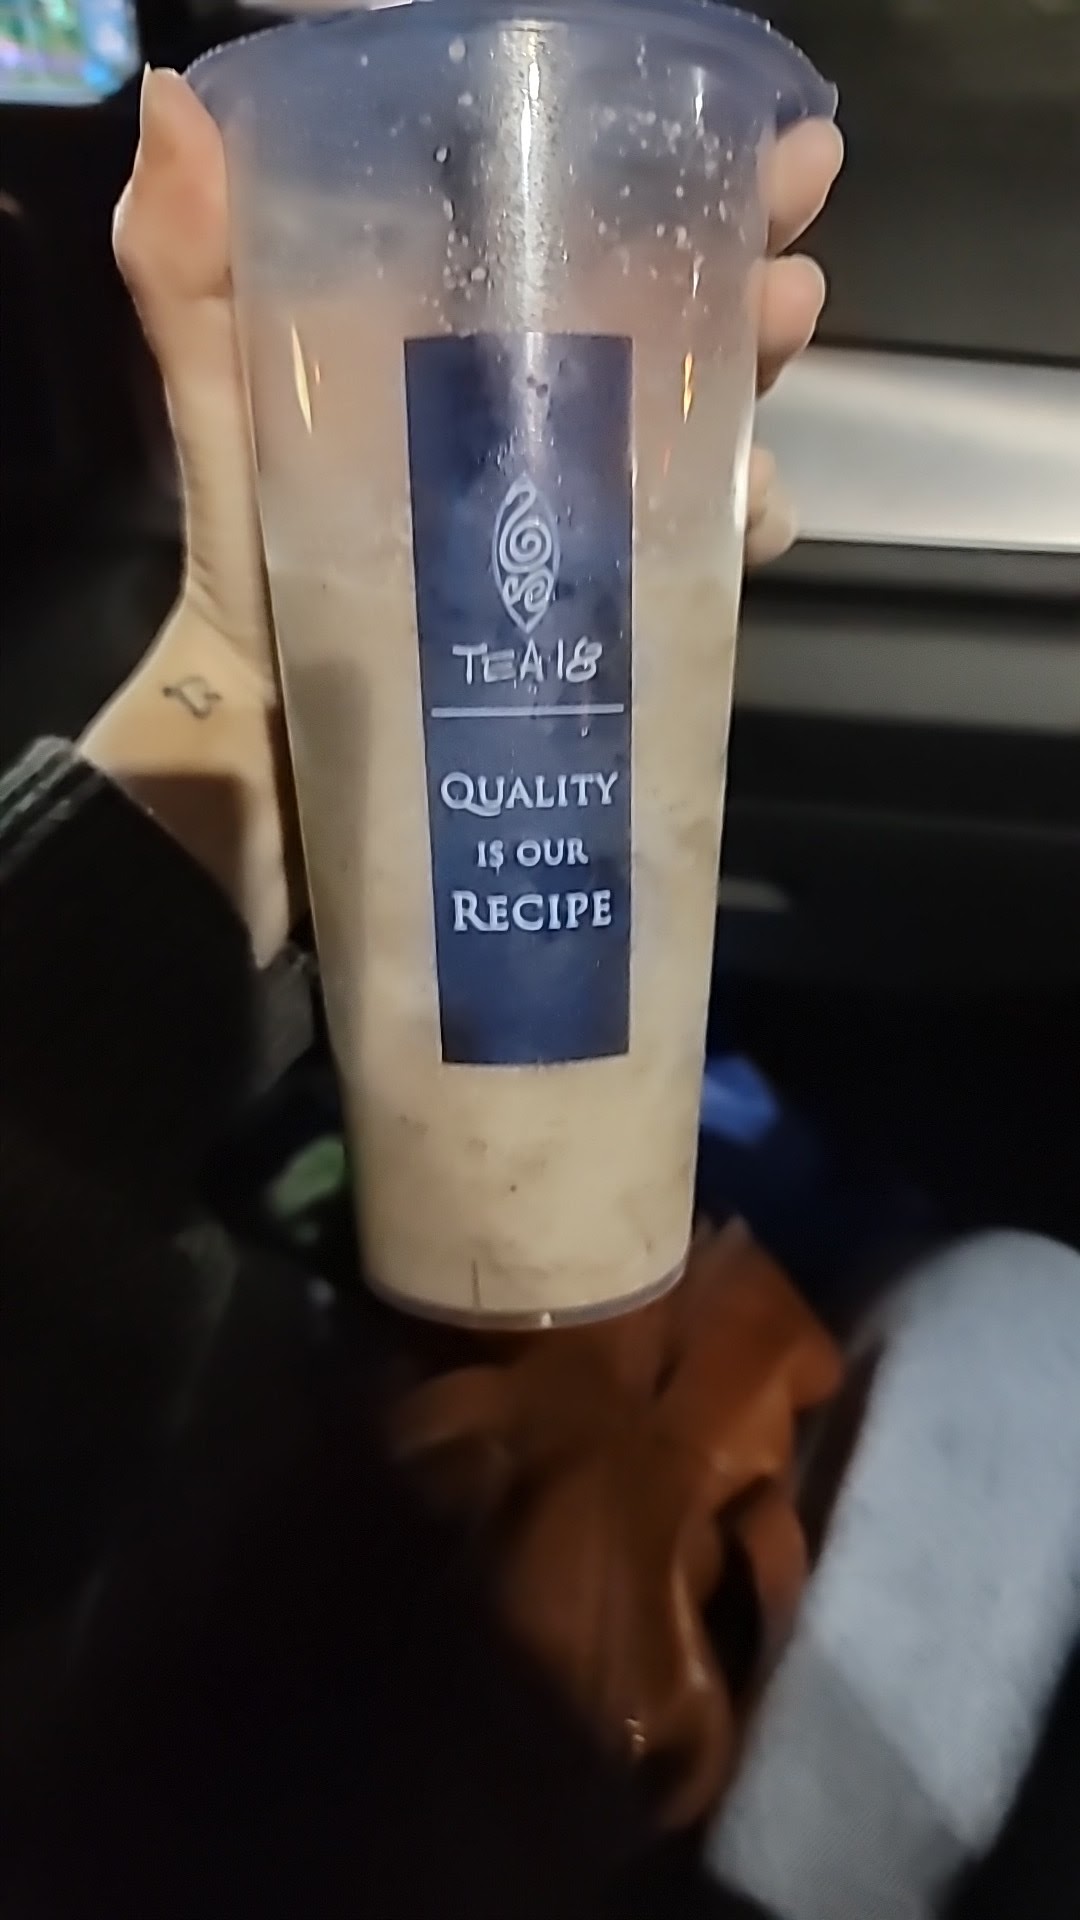 TEA 18
QUALITY
IS OUR
RECIPE